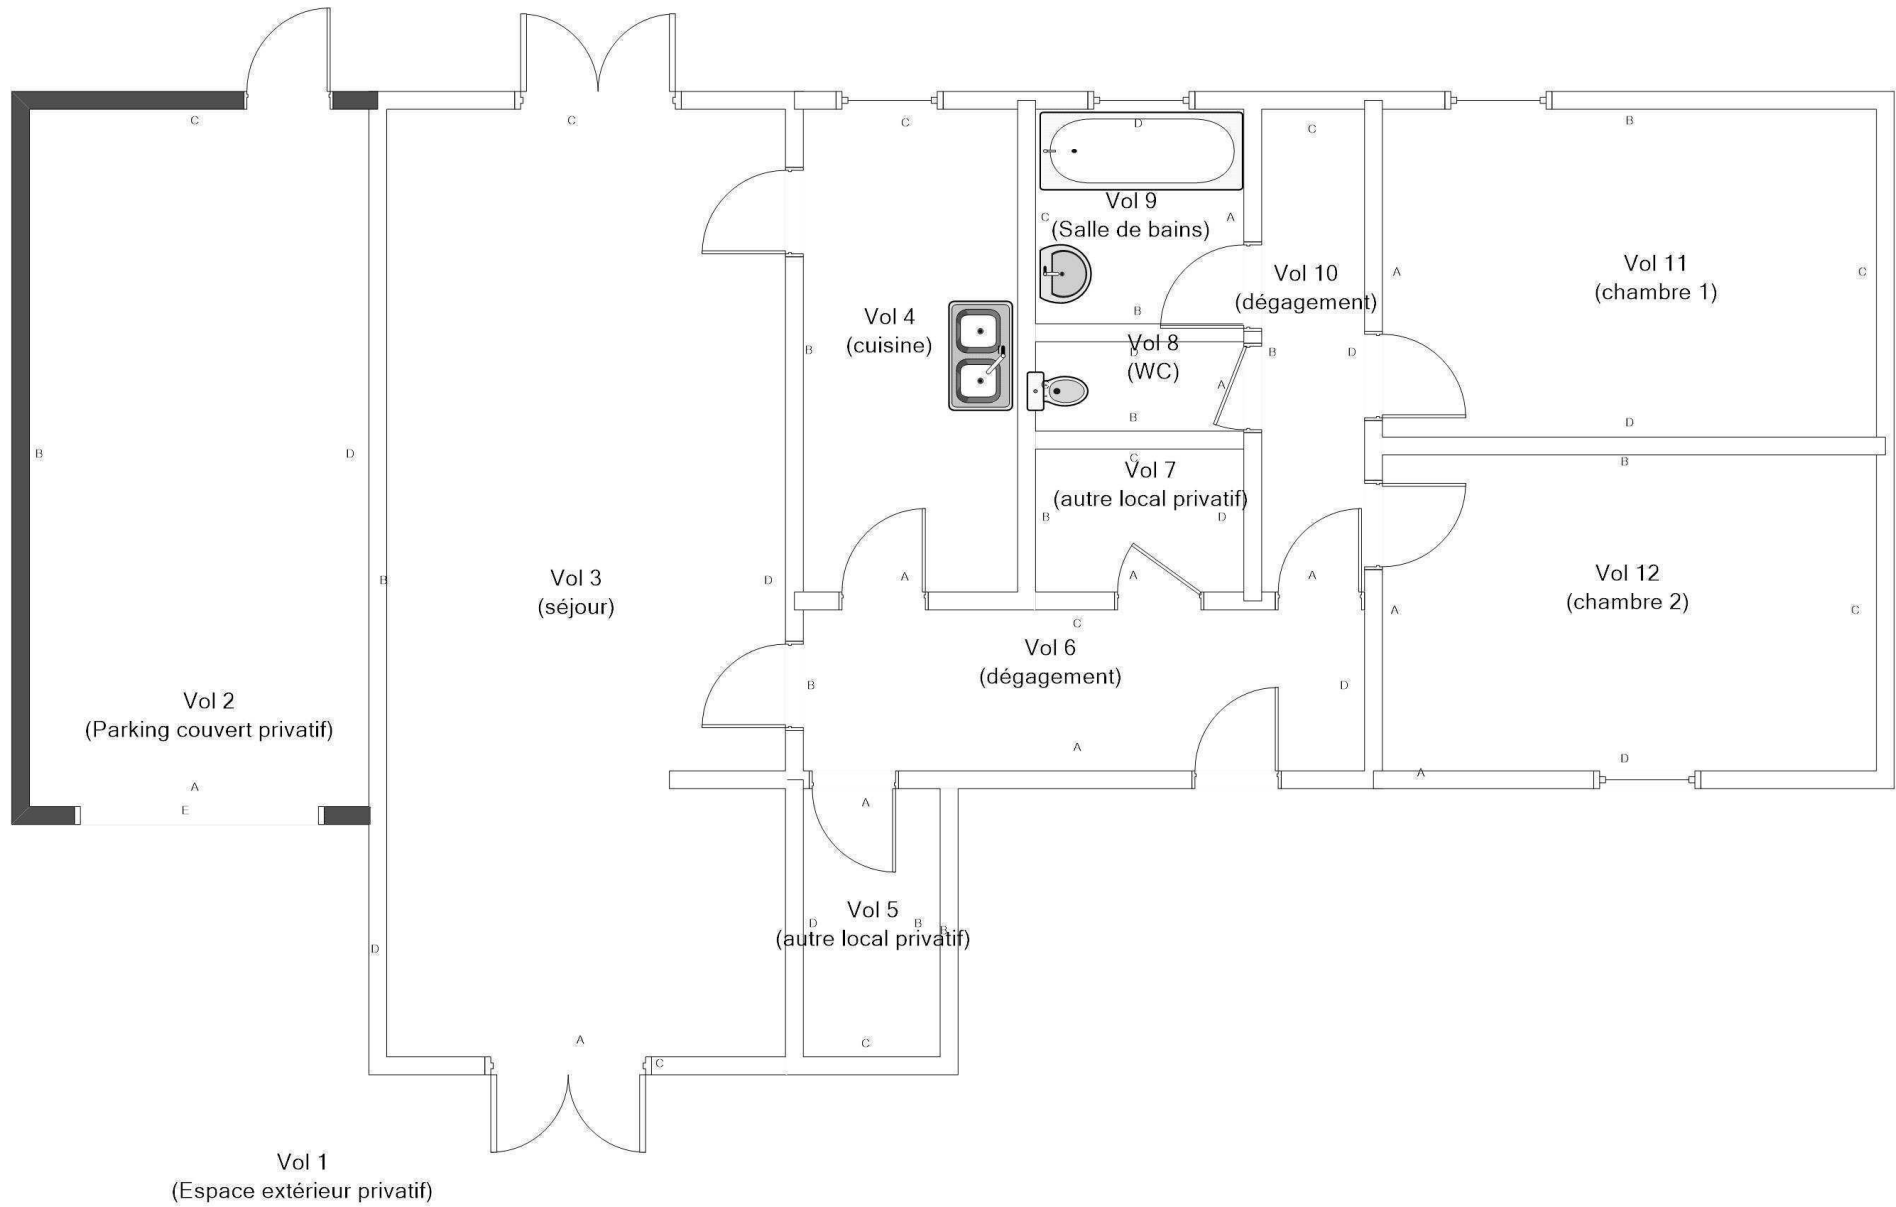 C
C
C
D
C
B
Vol 9
(Salle de bains)
C
A
Vol 10
(dégagement)
Vol 11
(chambre 1)
A
C
Vol 4
(cuisine)
B
B
Vol 8
(WC)
D
B
D
A
C
B
D
B
D
B
C
Vol 7
(autre local privatif)
B
D
B
Vol 3
(séjour)
D
A
A
A
Vol 12
(chambre 2)
A
C
C
Vol 6
(dégagement)
B
D
Vol 2
(Parking couvert privatif)
A
D
A
A
E
A
Vol 5
(autre local privatif)
D
B
B
D
A
C
C
Vol 1
(Espace extérieur privatif)